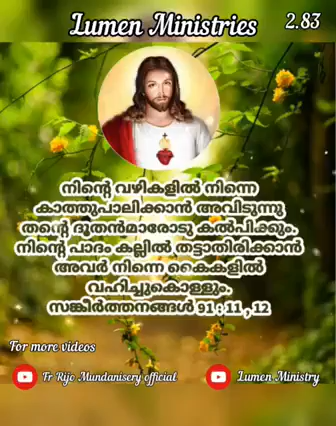 Lumen Ministries
2.83
നിന്റെ വഴികളിൽ നിന്നെ
കാത്തുപാലിക്കാൻ അവിടുന്നു
തന്റെ ദൂതൻമാരോടു കൽപിക്കും.
നിന്റെ പാദം കല്ലിൽ തട്ടാതിരിക്കാൻ
അവർ നിന്നെ കൈകളിൽ
വഹിച്ചുകൊള്ളും.
സങ്കീർത്തനങ്ങൾ 91 : 11 , 12
For more videos
Fr Rijo Mundanisery official
Lumen Ministry